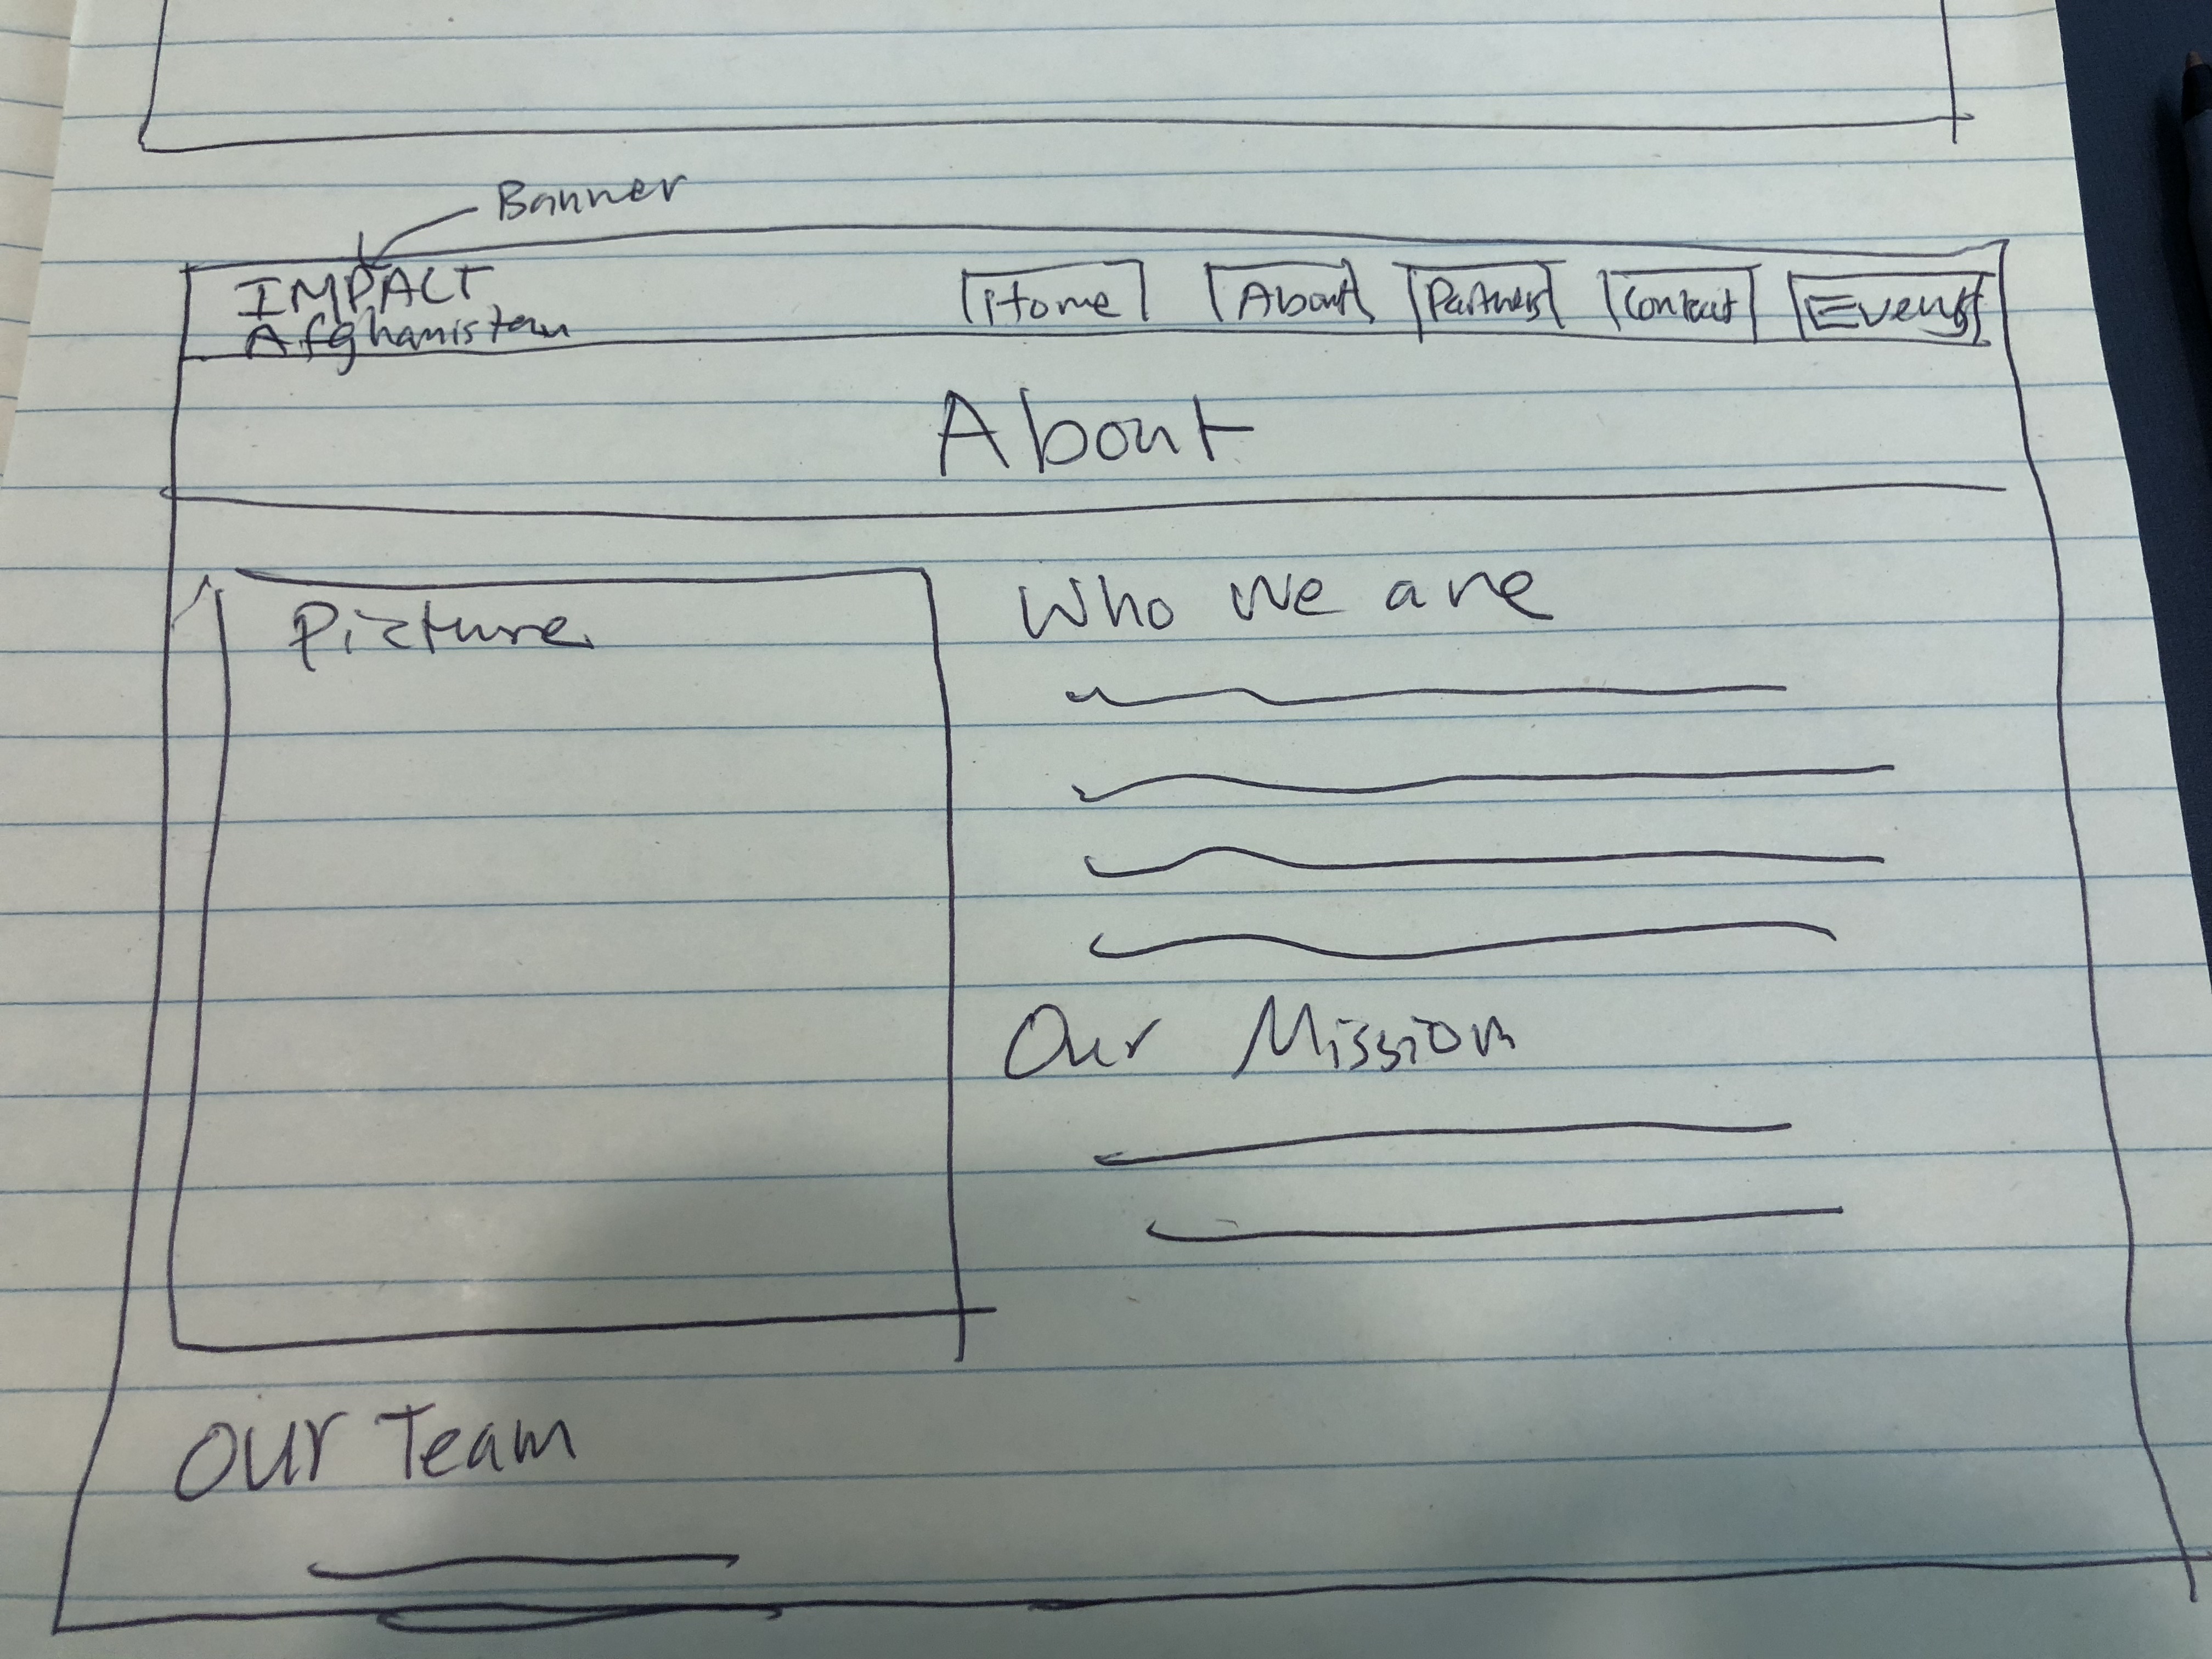 Banner
IMPACT
Afghanistan
Home About Partners Contact Events
About
Picture
Who we are
Our Mission
Our Team